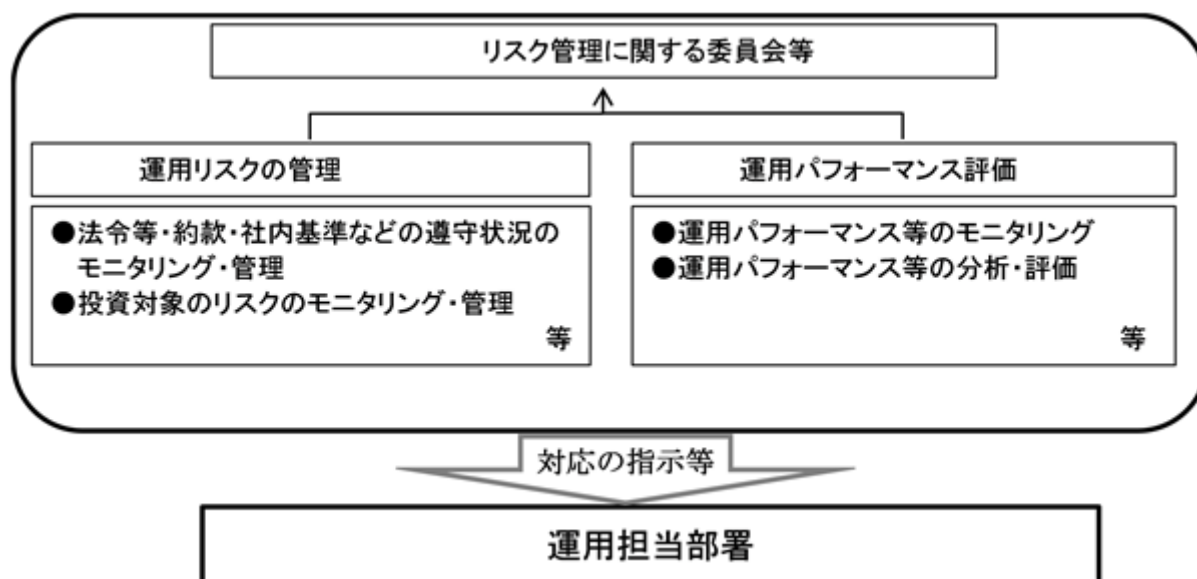 リスク管理に関する委員会等
運用リスクの管理
●法令等・約款・社内基準などの遵守状況の
モニタリング・管理
●投資対象のリスクのモニタリング・管理
等
運用パフォーマンス評価
●運用パフォーマンス等のモニタリング
●運用パフォーマンス等の分析・評価
等
対応の指示等
運用担当部署